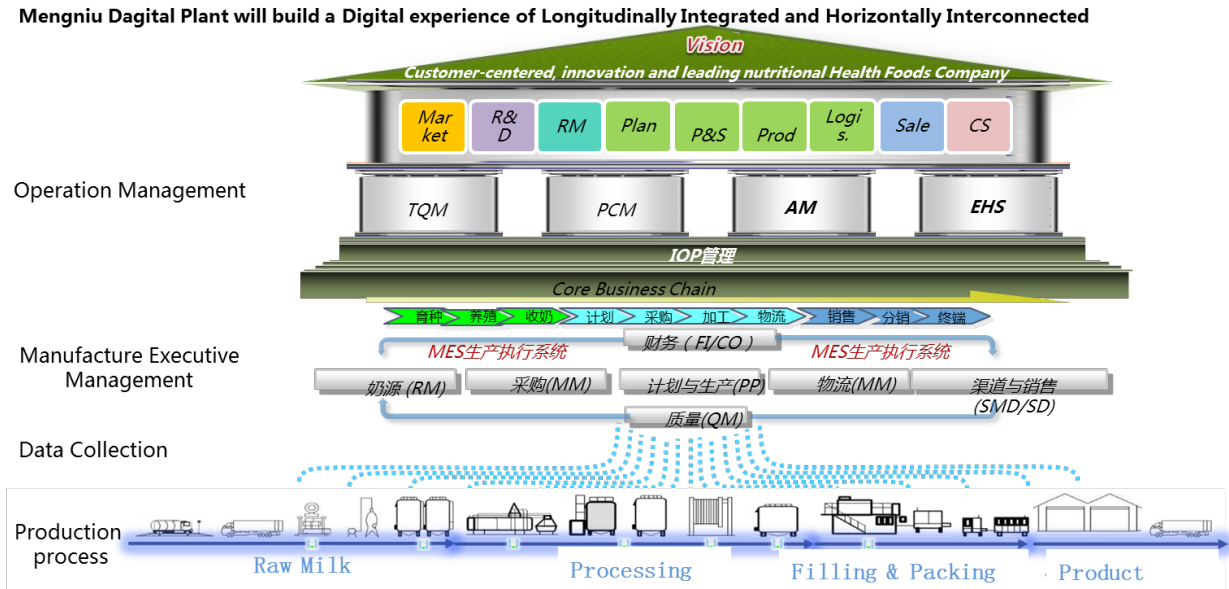 Mengniu Dagital Plant will build a Digital experience of Longitudinally Integrated and Horizontally Interconnected
Vision
Customer-centered, innovation and leading nutritional Health Foods Company
Mar
ket
R&
D
RM
Plan
P&S
Prod
Logi
s.
Sale
CS
Operation Management
TQM
PCM
AM
EHS
IOP管理
Core Business Chain
育种
养殖
收奶
计划
采购
加工
物流
销售
分销
终端
Manufacture Executive
Management
财务（FI/CO）
MES生产执行系统
MES生产执行系统
奶源 (RM)
采购(MM)
计划与生产(PP)
物流(MM)
渠道与销售
(SMD/SD)
质量(QM)
Data Collection
Production
process
Raw Milk
Processing
Filling & Packing
Product